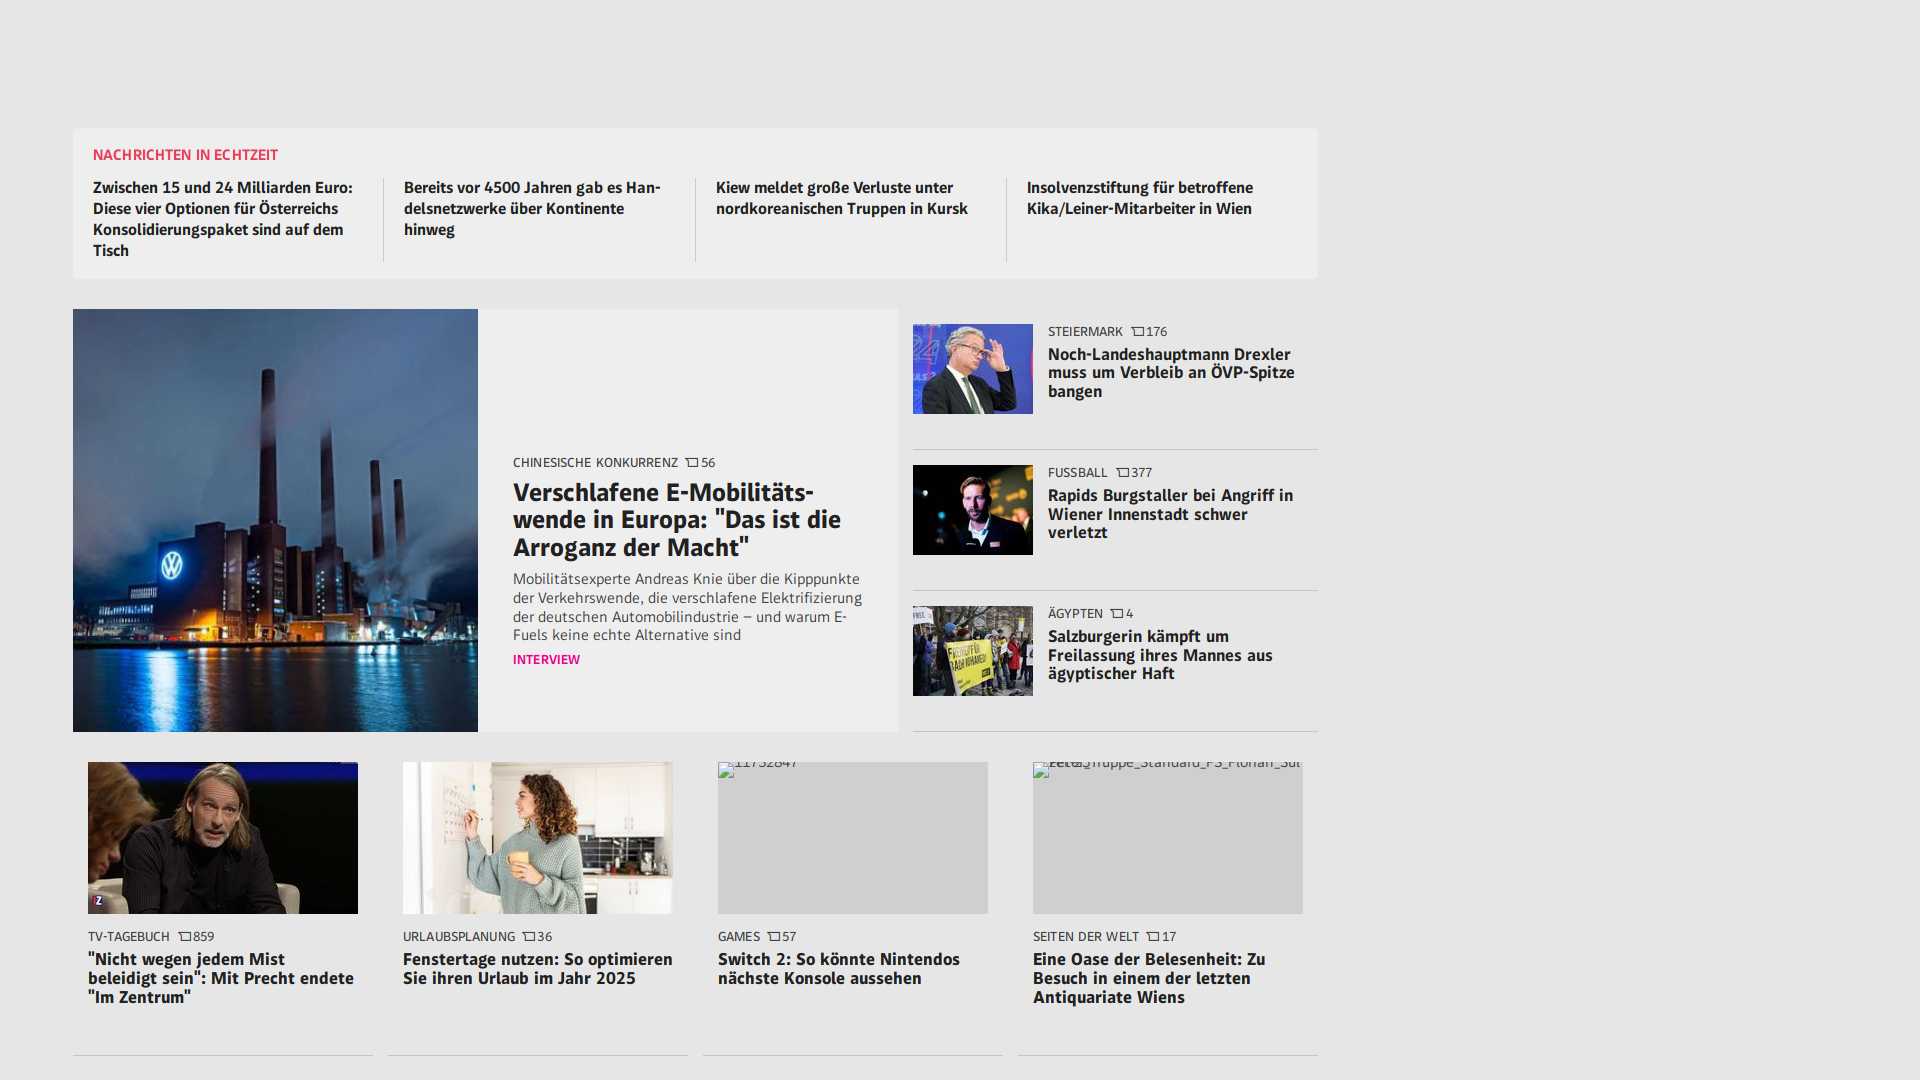 NACHRICHTEN IN ECHTZEIT
Zwischen 15 und 24 Milliarden Euro:
Diese vier Optionen für Österreichs
Konsolidierungspaket sind auf dem
Tisch
Bereits vor 4500 Jahren gab es Han-
delsnetzwerke über Kontinente
hinweg
Kiew meldet große Verluste unter
nordkoreanischen Truppen in Kursk
Insolvenzstiftung für betroffene
Kika/Leiner-Mitarbeiter in Wien
CHINESISCHE KONKURRENZ 56
Verschlafene E-Mobilitäts-
wende in Europa: "Das ist die
Arroganz der Macht"
Mobilitätsexperte Andreas Knie über die Kipppunkte
der Verkehrswende, die verschlafene Elektrifizierung
der deutschen Automobilindustrie – und warum E-
Fuels keine echte Alternative sind
INTERVIEW
STEIERMARK 176
Noch-Landeshauptmann Drexler
muss um Verbleib an ÖVP-Spitze
bangen
FUSSBALL 377
Rapids Burgstaller bei Angriff in
Wiener Innenstadt schwer
verletzt
ÄGYPTEN 4
Salzburgerin kämpft um
Freilassung ihres Mannes aus
ägyptischer Haft
TV-TAGEBUCH 859
"Nicht wegen jedem Mist
beleidigt sein": Mit Precht endete
"Im Zentrum"
URLAUBSPLANUNG 36
Fenstertage nutzen: So optimieren
Sie ihren Urlaub im Jahr 2025
GAMES 57
Switch 2: So könnte Nintendos
nächste Konsole aussehen
SEITEN DER WELT 17
Eine Oase der Belesenheit: Zu
Besuch in einem der letzten
Antiquariate Wiens